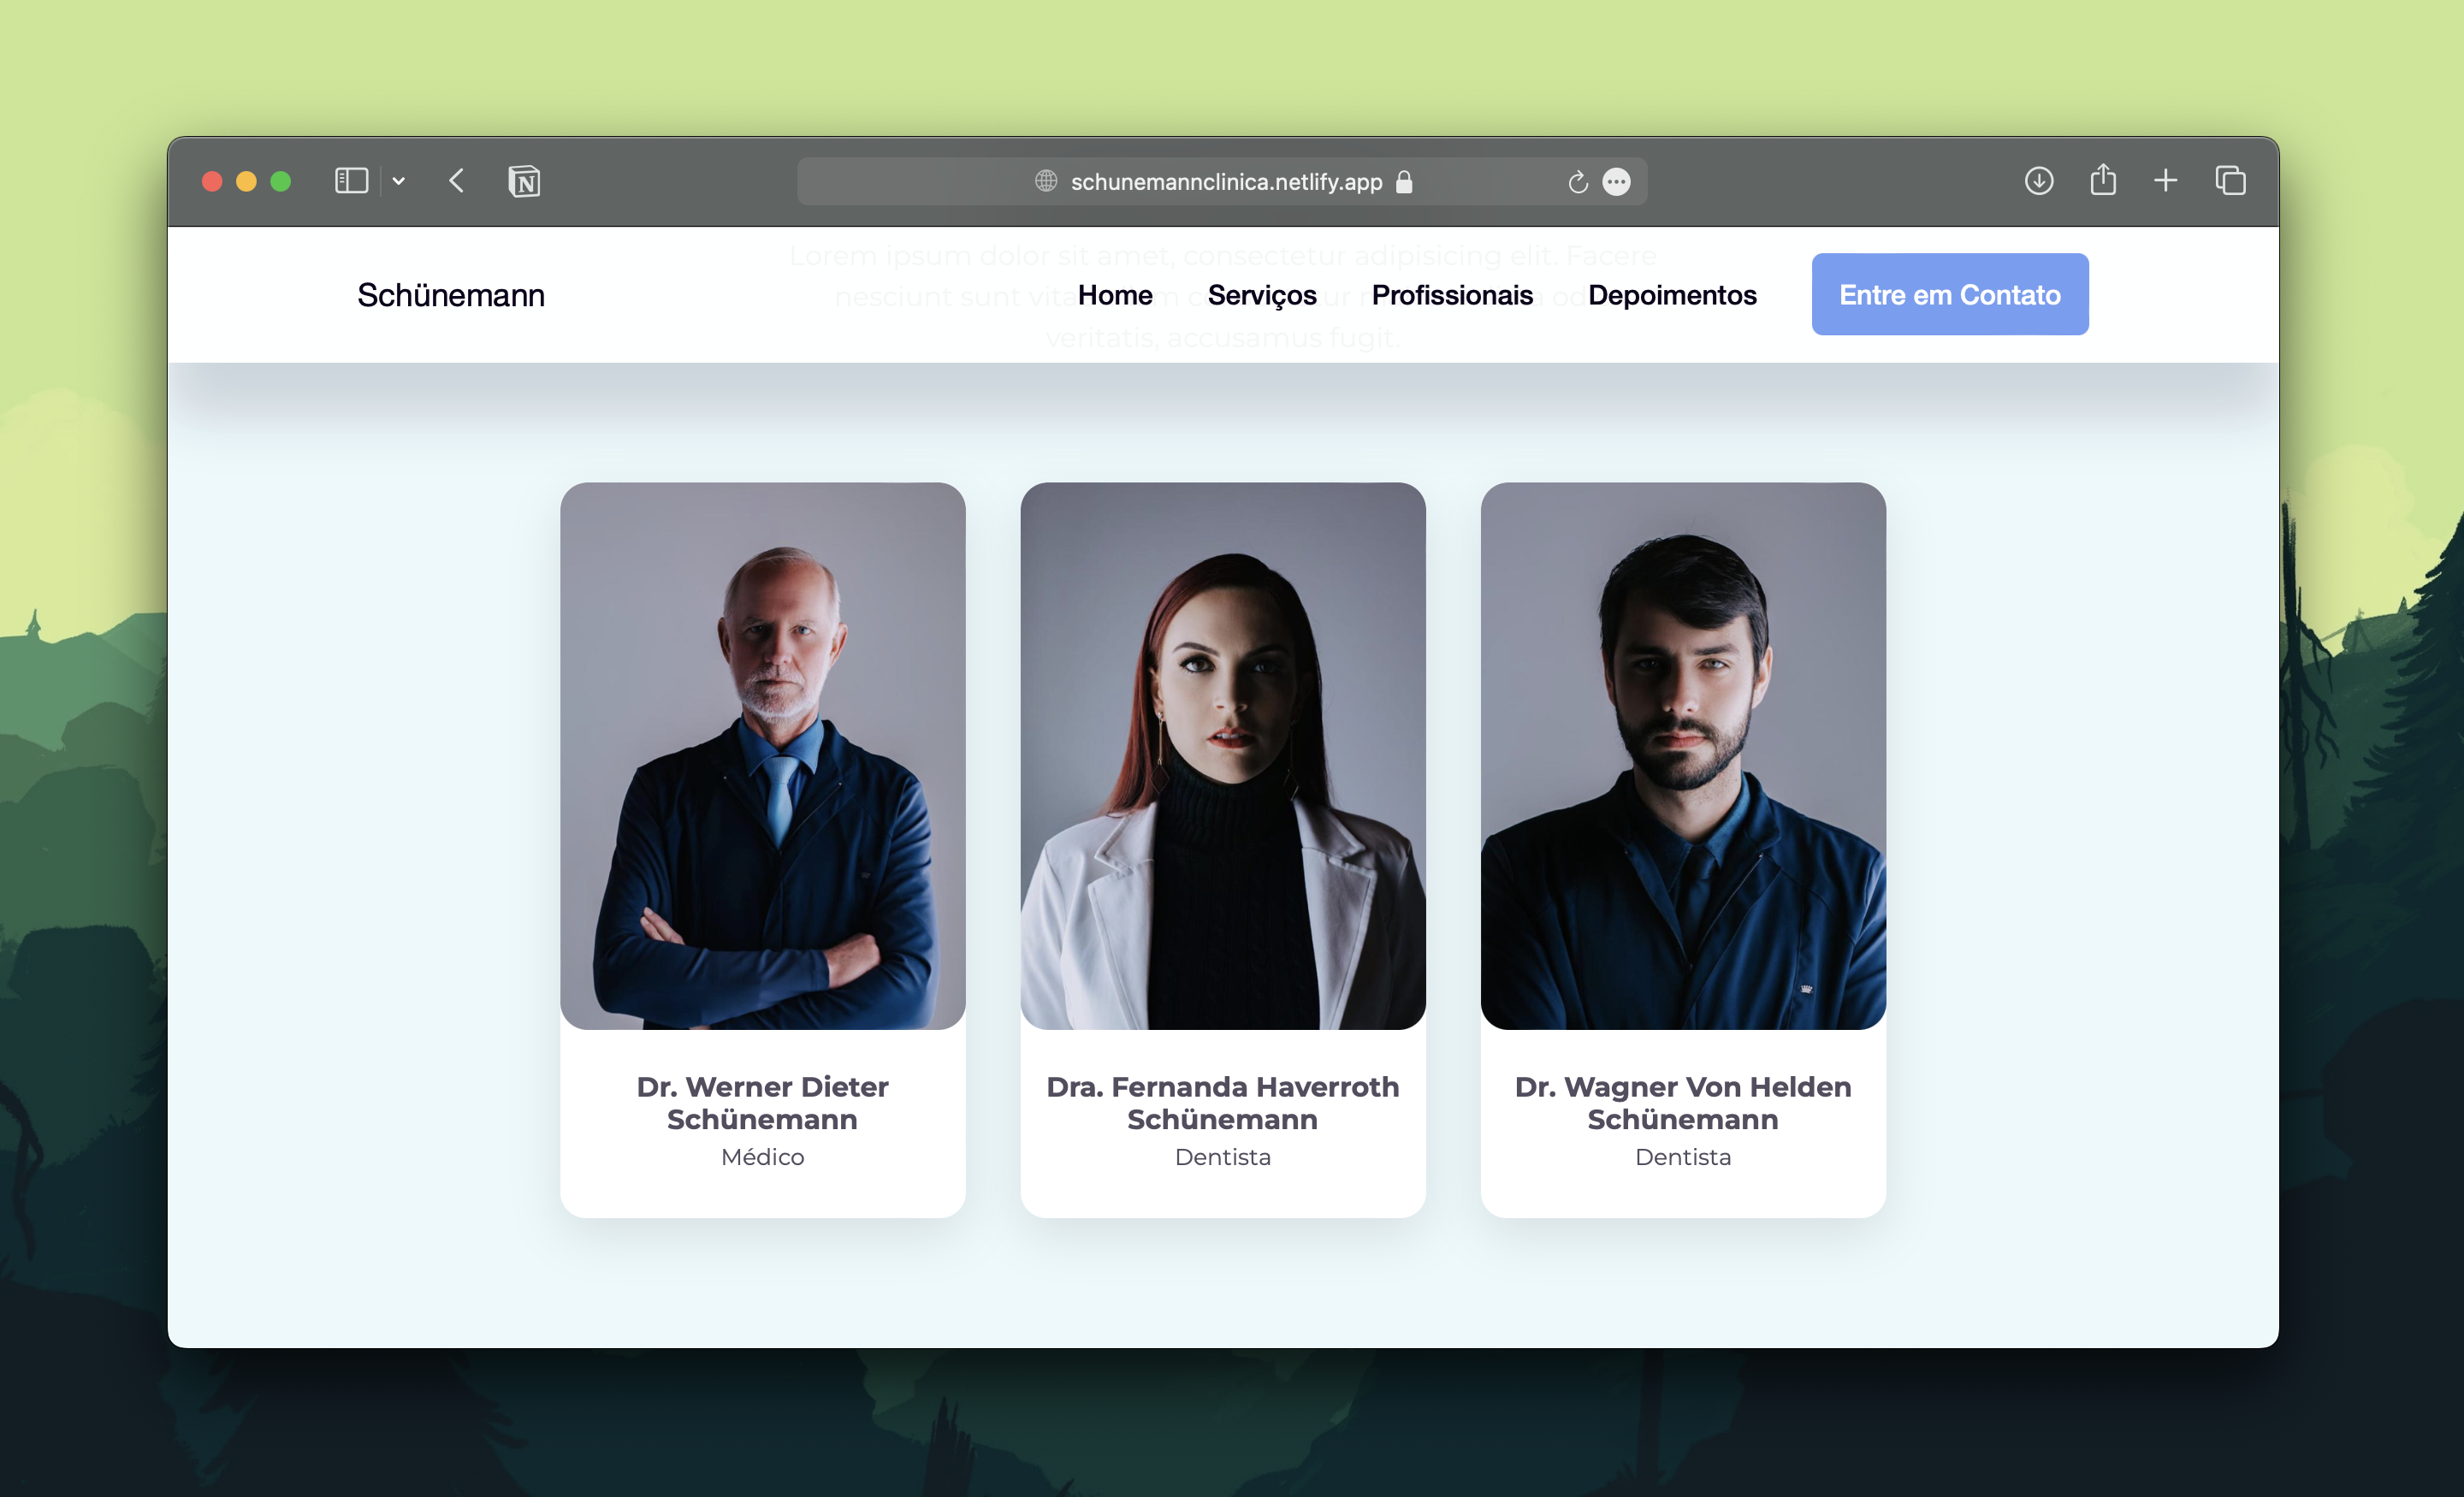 schunemannclinica.netlify.app
Lorem ipsum dolor sit amet, consectetur adipisicing elit. Facere
nesciunt sunt
veritatis, accusamus fugit.
Schünemann
Home Serviços Profissionais Depoimentos Entre em Contato
Dr. Werner Dieter
Schünemann
Médico
Dra. Fernanda Haverroth
Schünemann
Dentista
Dr. Wagner Von Helden
Schünemann
Dentista